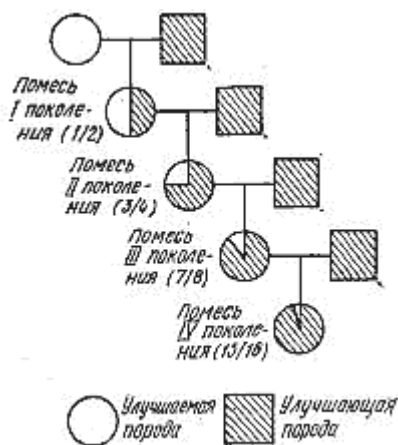 Помесь
I поколе-
ния (1/2)
Помесь
II поколе-
ния (3/4)
Помесь
III поколе-
ния (7/8)
Помесь
IV поколе-
ния (15/16)
Улучшаемая
порода
Улучшающая
порода